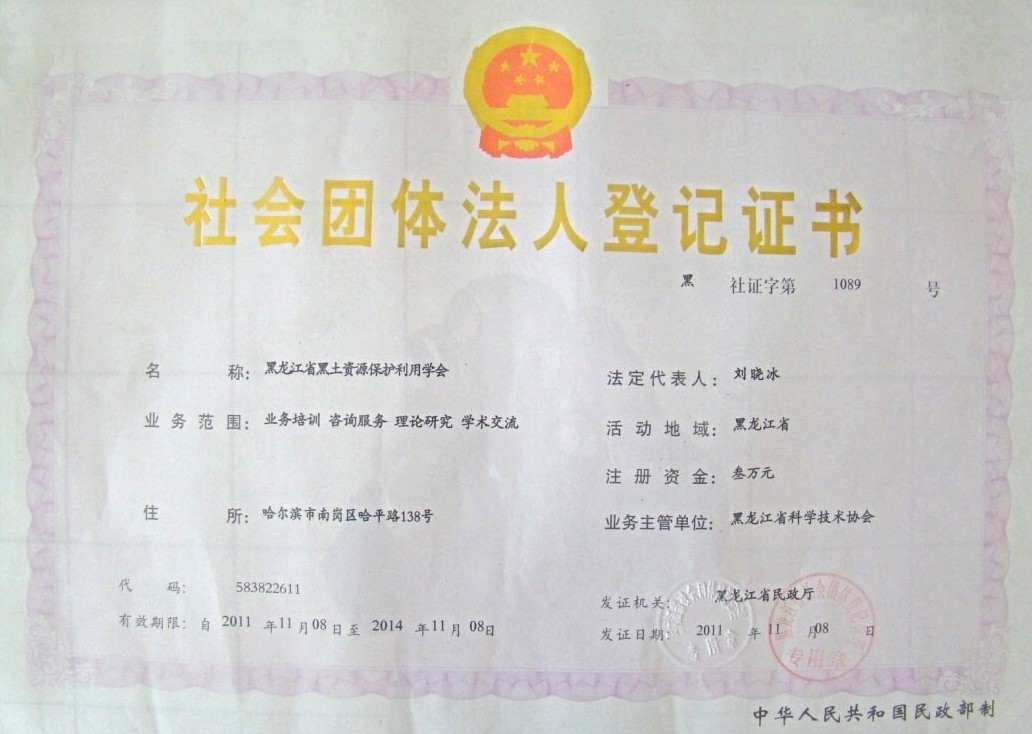 社会团体法人登记证书
黑 社证字第 1089 号
名 称： 黑龙江省黑土资源保护利用学会
法定代表人： 刘晓冰
业务范围： 业务培训 咨询服务 理论研究 学术交流
活动地域： 黑龙江省
注册资金： 叁万元
住 所： 哈尔滨市南岗区哈平路138号
业务主管单位： 黑龙江省科学技术协会
代 码： 583822611
发证机关： 黑龙江省民政厅
有效期限： 自 2011 年11月08日至 2014 年11月 08日
发证日期： 2011 年 11 月08 日
专用章
专用章
中华人民共和国民政部制